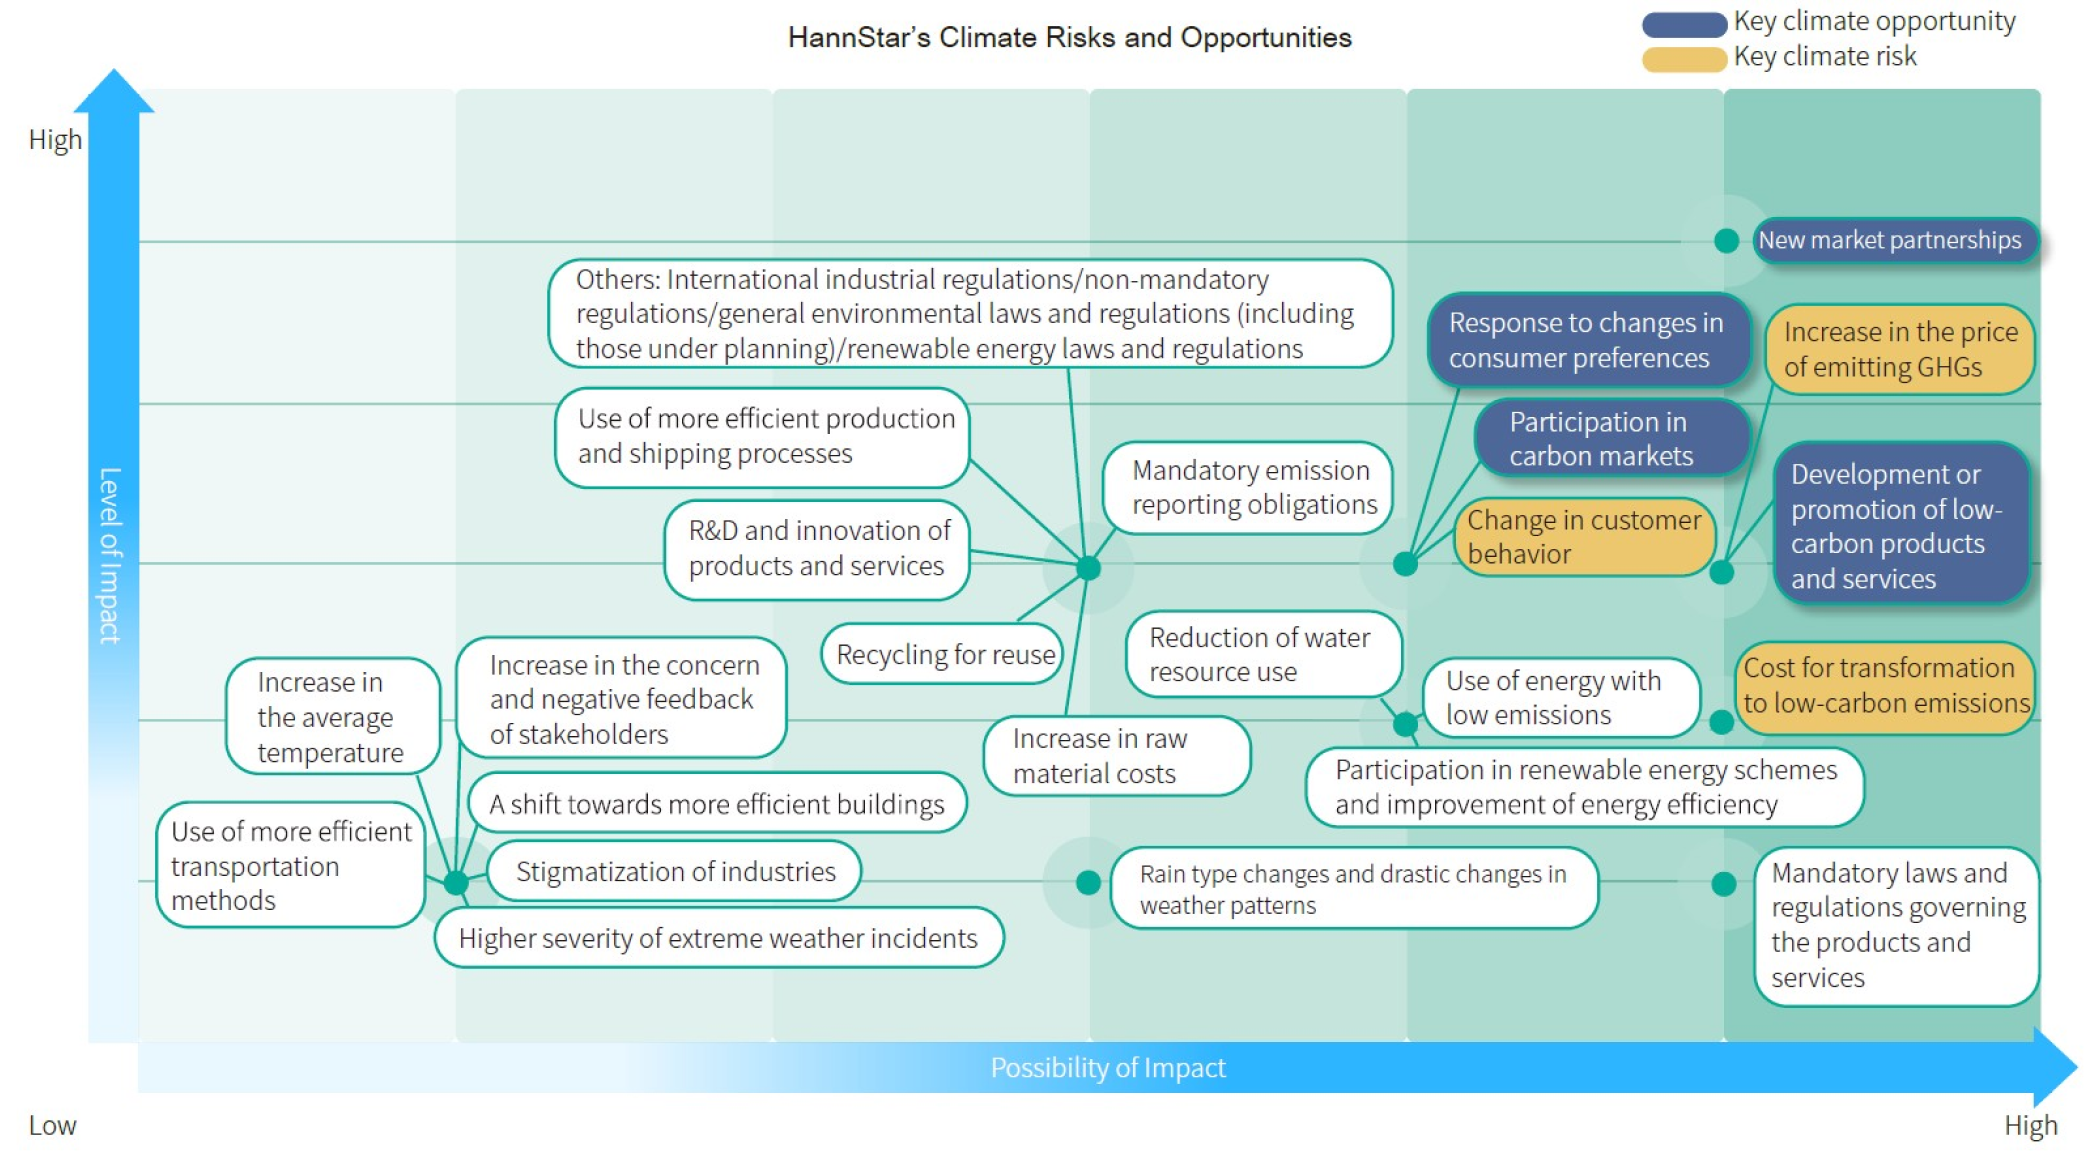 HannStar’s Climate Risks and Opportunities
Key climate opportunity
Key climate risk
High
Level of Impact
New market partnerships
Others: International industrial regulations/non-mandatory
regulations/general environmental laws and regulations (including
those under planning)/renewable energy laws and regulations
Response to changes in
consumer preferences
Increase in the price
of emitting GHGs
Use of more efficient production
and shipping processes
Participation in
carbon markets
Mandatory emission
reporting obligations
Development or
promotion of low-
carbon products
and services
R&D and innovation of
products and services
Change in customer
behavior
Recycling for reuse
Reduction of water
resource use
Increase in
the average
temperature
Increase in the concern
and negative feedback
of stakeholders
Use of energy with
low emissions
Cost for transformation
to low-carbon emissions
Increase in raw
material costs
Participation in renewable energy schemes
and improvement of energy efficiency
A shift towards more efficient buildings
Use of more efficient
transportation
methods
Stigmatization of industries
Rain type changes and drastic changes in
weather patterns
Mandatory laws and
regulations governing
the products and
services
Higher severity of extreme weather incidents
Possibility of Impact
Low
High